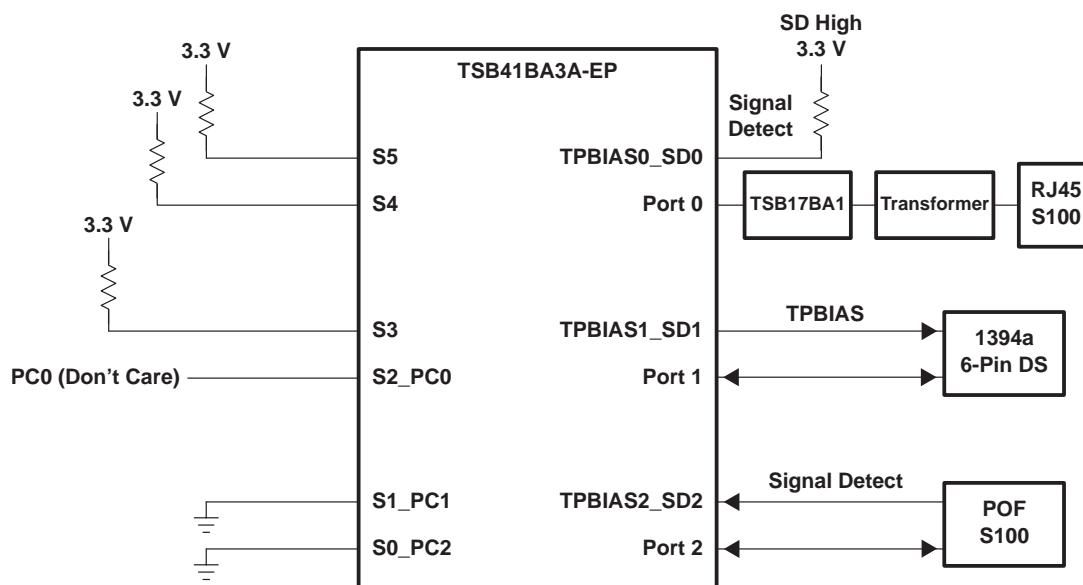 SD High
3.3 V
3.3 V
TSB41BA3A-EP
3.3 V
Signal
Detect
S5
TPBIAS0_SD0
S4
Port 0
TSB17BA1
Transformer
RJ45
S100
3.3 V
S3
TPBIAS1_SD1
TPBIAS
1394a
6-Pin DS
PC0 (Don't Care)
S2_PC0
Port 1
S1_PC1
TPBIAS2_SD2
Signal Detect
POF
S100
S0_PC2
Port 2